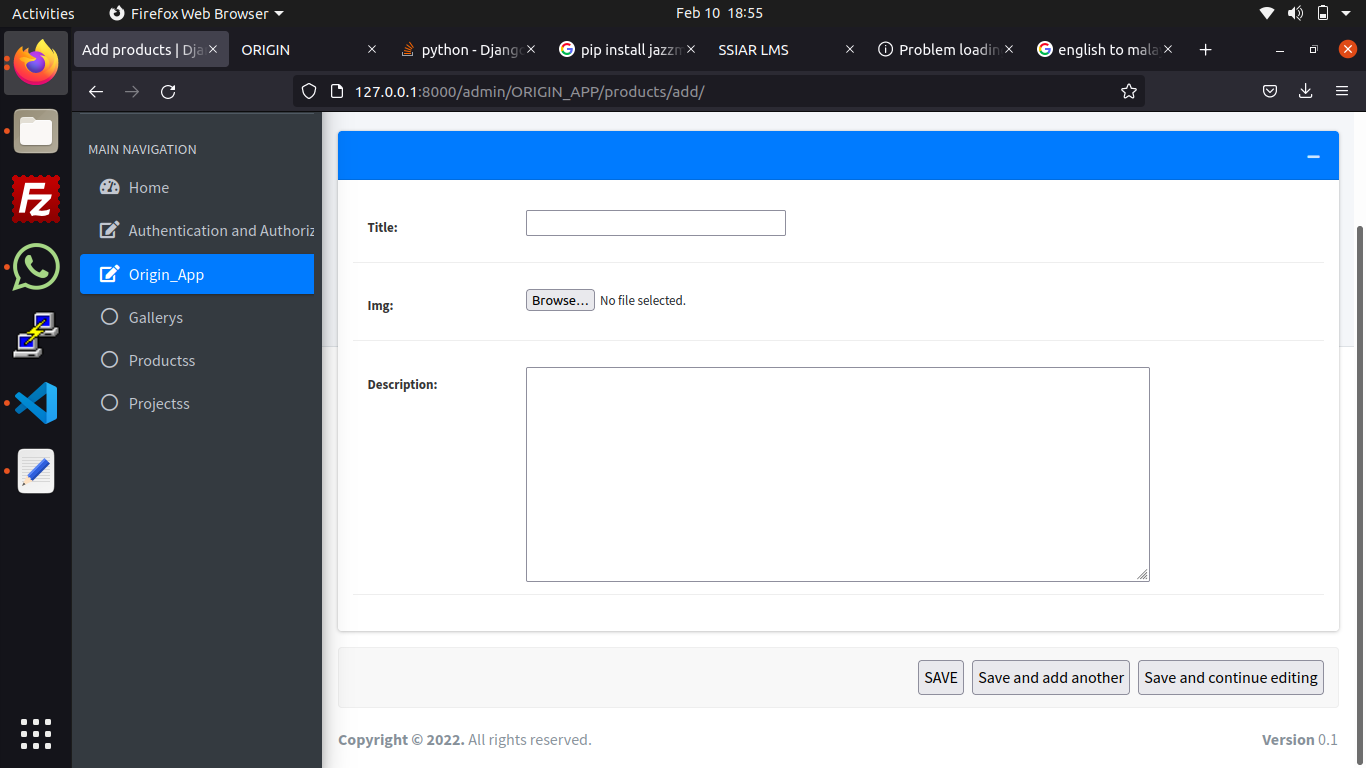 Activities Firefox Web Browser Feb 10 18:55
Add products | Dja ORIGIN python - Django pip install jazzm SSIAR LMS Problem loadin english to mala
127.0.0.1:8000/admin/ORIGIN_APP/products/add/
MAIN NAVIGATION
Home
Authentication and Authoriz
Origin_App
Gallerys
Productss
Projectss
Title:
Img: Browse... No file selected.
Description:
SAVE Save and add another Save and continue editing
Copyright © 2022. All rights reserved. Version 0.1
Fz